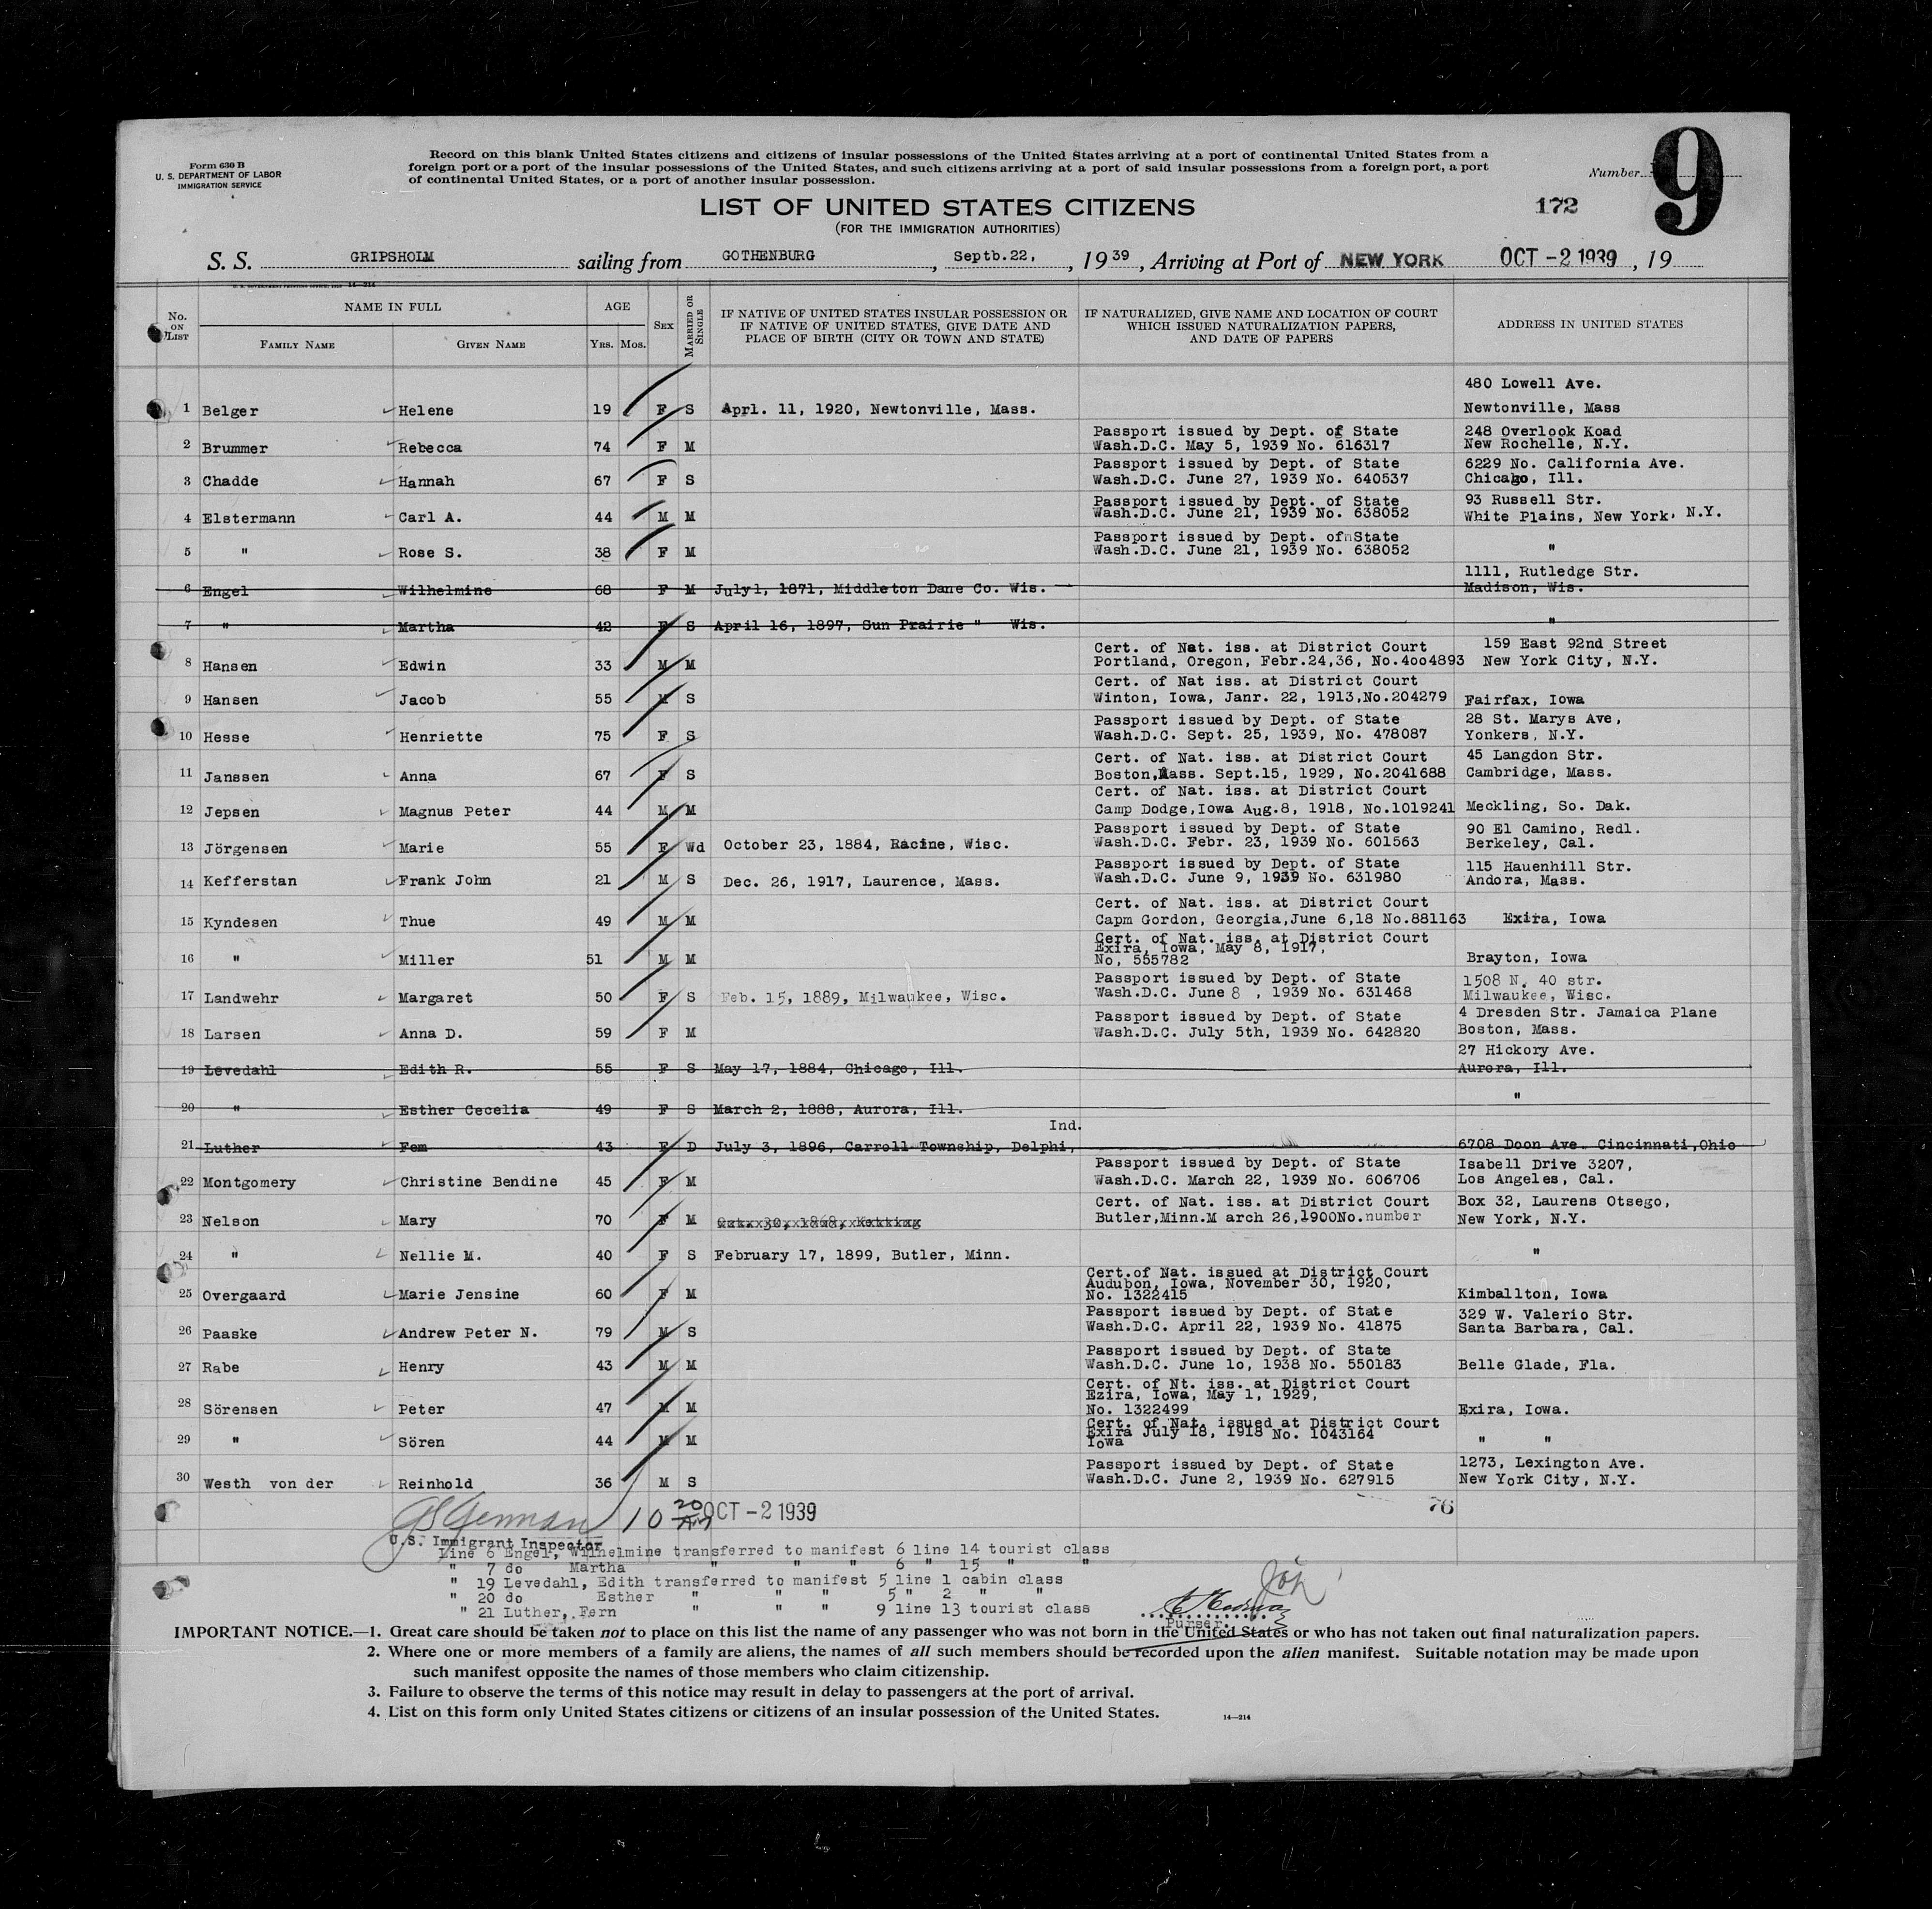 Form 630 B
U. S. DEPARTMENT OF LABOR
IMMIGRATION SERVICE
Record on this blank United States citizens and citizens of insular possessions of the United States arriving at a port of continental United States from a
foreign port or a port of the insular possessions of the United States, and such citizens arriving at a port of said insular possessions from a foreign port, a port
of continental United States, or a port of another insular possession.
Number 9
172
LIST OF UNITED STATES CITIZENS
(FOR THE IMMIGRATION AUTHORITIES)
S. S. GRIPSHOLM sailing from GOTHENBURG, Septb.22, , 19 39 , Arriving at Port of NEW YORK OCT -2 1939 , 19
No. ON LIST
NAME IN FULL
FAMILY NAME GIVEN NAME
AGE
YRS. MOS.
SEX
MARRIED OR SINGLE
IF NATIVE OF UNITED STATES INSULAR POSSESSION OR
IF NATIVE OF UNITED STATES, GIVE DATE AND
PLACE OF BIRTH (CITY OR TOWN AND STATE)
IF NATURALIZED, GIVE NAME AND LOCATION OF COURT
WHICH ISSUED NATURALIZATION PAPERS,
AND DATE OF PAPERS
ADDRESS IN UNITED STATES
480 Lowell Ave.
1 Belger Helene 19 F S Aprl. 11, 1920, Newtonville, Mass. Newtonville, Mass
Passport issued by Dept. of State 248 Overlook Koad
2 Brummer Rebecca 74 F M Wash.D.C. May 5, 1939 No. 616317 New Rochelle, N.Y.
Passport issued by Dept. of State 6229 No. California Ave.
3 Chadde Hannah 67 F S Wash.D.C. June 27, 1939 No. 640537 Chicago, Ill.
Passport issued by Dept. of State 93 Russell Str.
4 Elstermann Carl A. 44 M M Wash.D.C. June 21, 1939 No. 638052 White Plains, New York. N.Y.
Passport issued by Dept. ofnState
5 " Rose S. 38 F M Wash.D.C. June 21, 1939 No. 638052 "
1111, Rutledge Str.
6 Engel Wilhelmine 68 F M July1, 1871, Middleton Dane Co. Wis. Madison, Wis.
7 " Martha 42 F S April 16, 1897, Sun Prairie " Wis. "
Cert. of Nat. iss. at District Court 159 East 92nd Street
8 Hansen Edwin 33 M M Portland, Oregon, Febr.24,36, No.4oo4893 New York City, N.Y.
Cert. of Nat iss. at District Court
9 Hansen Jacob 55 M S Winton, Iowa, Janr. 22, 1913,No.204279 Fairfax, Iowa
Passport issued by Dept. of State 28 St. Marys Ave,
10 Hesse Henriette 75 F S Wash.D.C. Sept. 25, 1939, No. 478087 Yonkers, N.Y.
Cert. of Nat. iss. at District Court 45 Langdon Str.
11 Janssen Anna 67 F S Boston,Mass. Sept.15, 1929, No.2041688 Cambridge, Mass.
Cert. of Nat. iss. at District Court
12 Jepsen Magnus Peter 44 M M Camp Dodge,Iowa Aug.8, 1918, No.1019241 Meckling, So. Dak.
Passport issued by Dept. of State 90 El Camino, Redl.
13 Jörgensen Marie 55 F Wd October 23, 1884, Racine, Wisc. Wash.D.C. Febr. 23, 1939 No. 601563 Berkeley, Cal.
Passport issued by Dept. of State 115 Hauenhill Str.
14 Kefferstan Frank John 21 M S Dec. 26, 1917, Laurence, Mass. Wash.D.C. June 9, 1939 No. 631980 Andora, Mass.
Cert. of Nat. iss. at District Court
15 Kyndesen Thue 49 M M Capm Gordon, Georgia,June 6,18 No.881163 Exira, Iowa
Cert. of Nat. iss. at District Court
Exira, Iowa, May 8, 1917,
16 " Miller 51 M M No, 555782 Brayton, Iowa
Passport issued by Dept. of State 1508 N. 40 str.
17 Landwehr Margaret 50 F S Feb. 15, 1889, Milwaukee, Wisc. Wash.D.C. June 8 , 1939 No. 631468 Milwaukee, Wisc.
Passport issued by Dept. of State 4 Dresden Str. Jamaica Plane
18 Larsen Anna D. 59 F M Wash.D.C. July 5th, 1939 No. 642820 Boston, Mass.
27 Hickory Ave.
19 Levedahl Edith R. 55 F S May 17, 1884, Chicago, Ill. Aurora, Ill.
20 " Esther Cecelia 49 F S March 2, 1888, Aurora, Ill. "
Ind.
21 Luther Fem 43 F D July 3, 1896, Carroll Township, Delphi, 6708 Doon Ave. Cincinnati,Ohio
Passport issued by Dept. of State Isabell Drive 3207,
22 Montgomery Christine Bendine 45 F M Wash.D.C. March 22, 1939 No. 606706 Los Angeles, Cal.
Cert. of Nat. iss. at District Court Box 32, Laurens Otsego,
23 Nelson Mary 70 F M Butler,Minn.M arch 26,1900No.number New York, N.Y.
24 " Nellie M. 40 F S February 17, 1899, Butler, Minn. "
Cert.of Nat. issued at District Court
Audubon, Iowa, November 30, 1920,
25 Overgaard Marie Jensine 60 F M No. 1322415 Kimballton, Iowa
Passport issued by Dept. of State 329 W. Valerio Str.
26 Paaske Andrew Peter N. 79 M S Wash.D.C. April 22, 1939 No. 41875 Santa Barbara, Cal.
Passport issued by Dept. of State
27 Rabe Henry 43 M M Wash.D.C. June 1o, 1938 No. 550183 Belle Glade, Fla.
Cert. of Nt. iss. at District Court
Ezira, Iowa, May 1, 1929,
28 Sörensen Peter 47 M M No. 1322499 Exira, Iowa.
Cert. of Nat. issued at District Court
Exira July 18, 1918 No. 1043164
29 " Sören 44 M M Iowa " "
Passport issued by Dept. of State 1273, Lexington Ave.
30 Westh von der Reinhold 36 M S Wash.D.C. June 2, 1939 No. 627915 New York City, N.Y.
10 20 AM OCT -2 1939 76
U.S. Immigrant Inspector
Line 6 Engel, Wilhelmine transferred to manifest 6 line 14 tourist class
" 7 do Martha " " " 6 " 15 " "
" 19 Levedahl, Edith transferred to manifest 5 line 1 cabin class
" 20 do Esther " " " 5 " 2 " "
" 21 Luther, Fern " " " 9 line 13 tourist class
Purser.
IMPORTANT NOTICE.—1. Great care should be taken not to place on this list the name of any passenger who was not born in the United States or who has not taken out final naturalization papers.
2. Where one or more members of a family are aliens, the names of all such members should be recorded upon the alien manifest. Suitable notation may be made upon
such manifest opposite the names of those members who claim citizenship.
3. Failure to observe the terms of this notice may result in delay to passengers at the port of arrival.
4. List on this form only United States citizens or citizens of an insular possession of the United States.
14—214